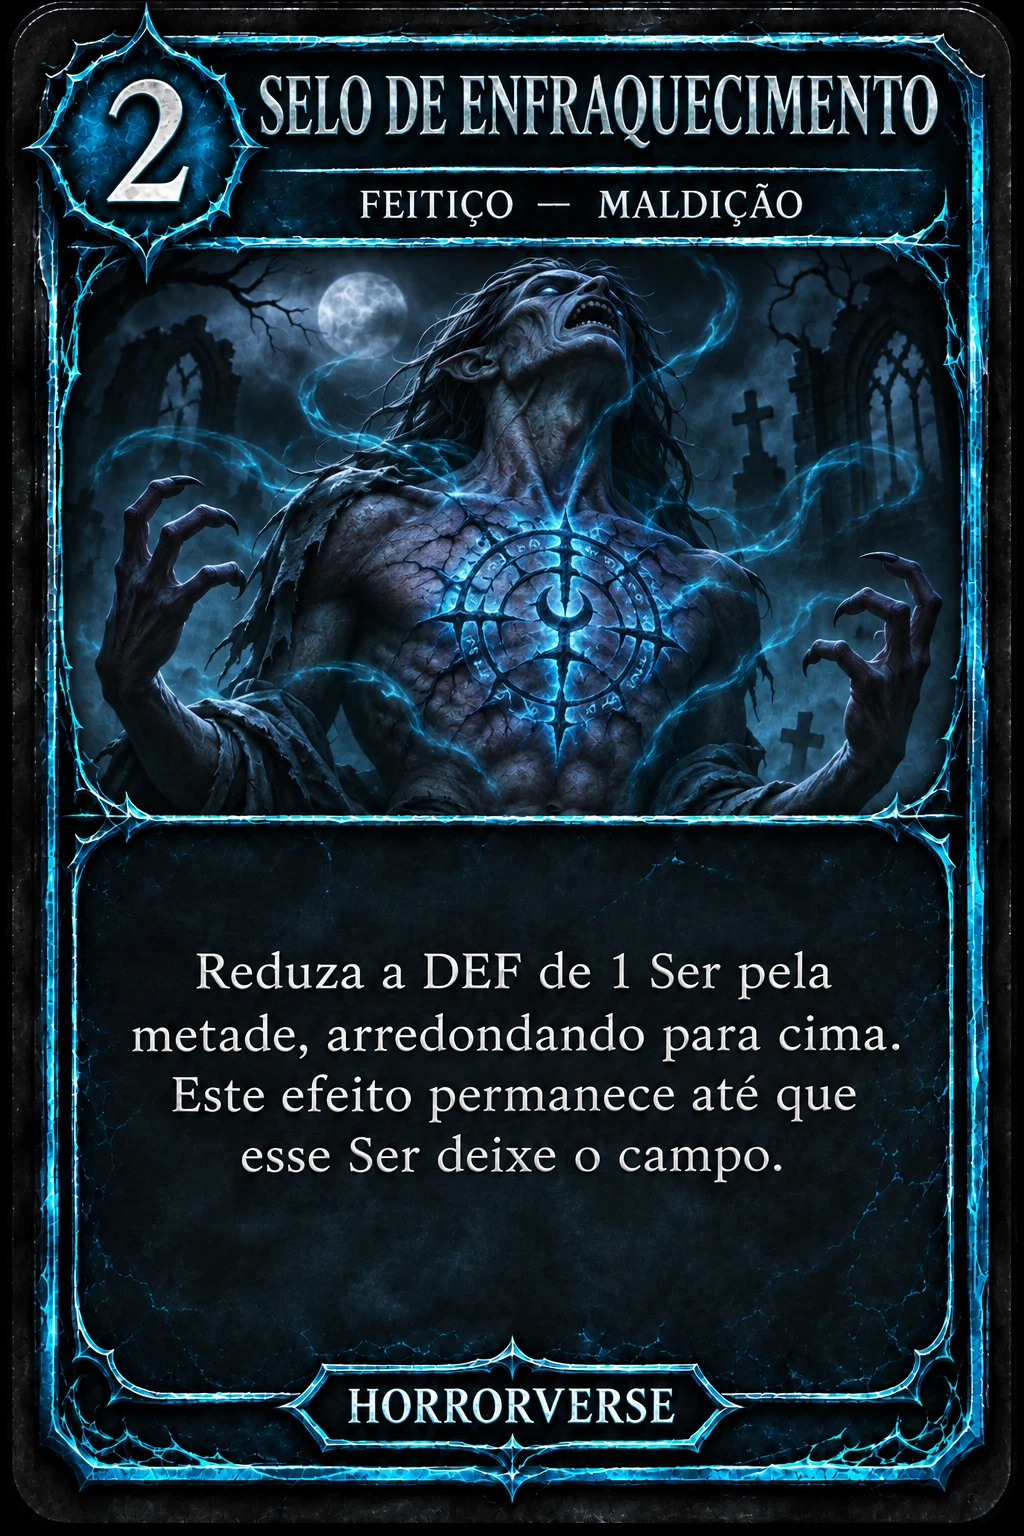 2
SELO DE ENFRAQUECIMENTO
FEITIÇO — MALDIÇÃO
Reduza a DEF de 1 Ser pela
metade, arredondando para cima.
Este efeito permanece até que
esse Ser deixe o campo.
HORRORVERSE